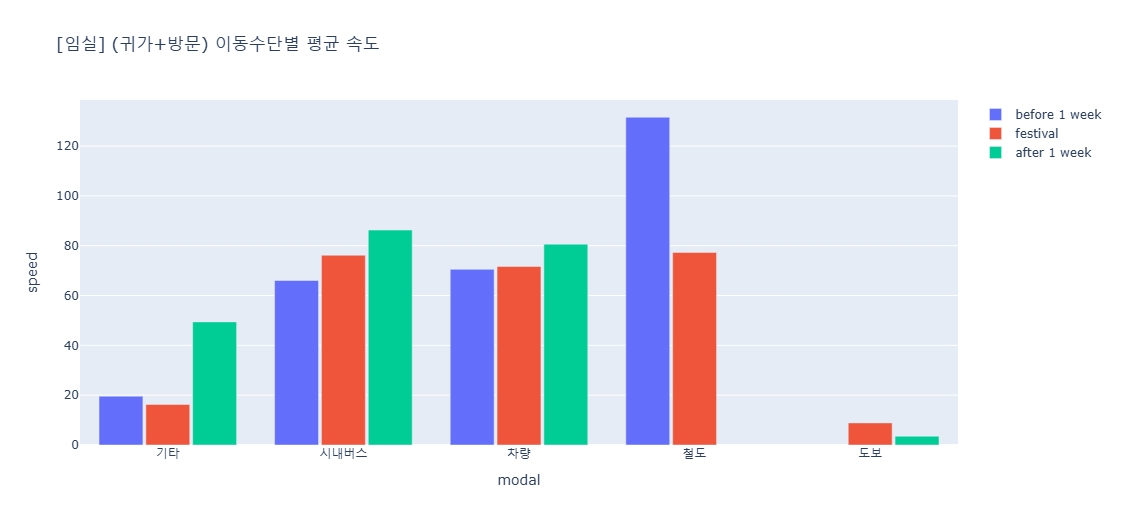 [임실] (귀가+방문) 이동수단별 평균 속도
before 1 week
festival
after 1 week
speed
120
100
80
60
40
20
0
기타 시내버스 차량 철도 도보
modal